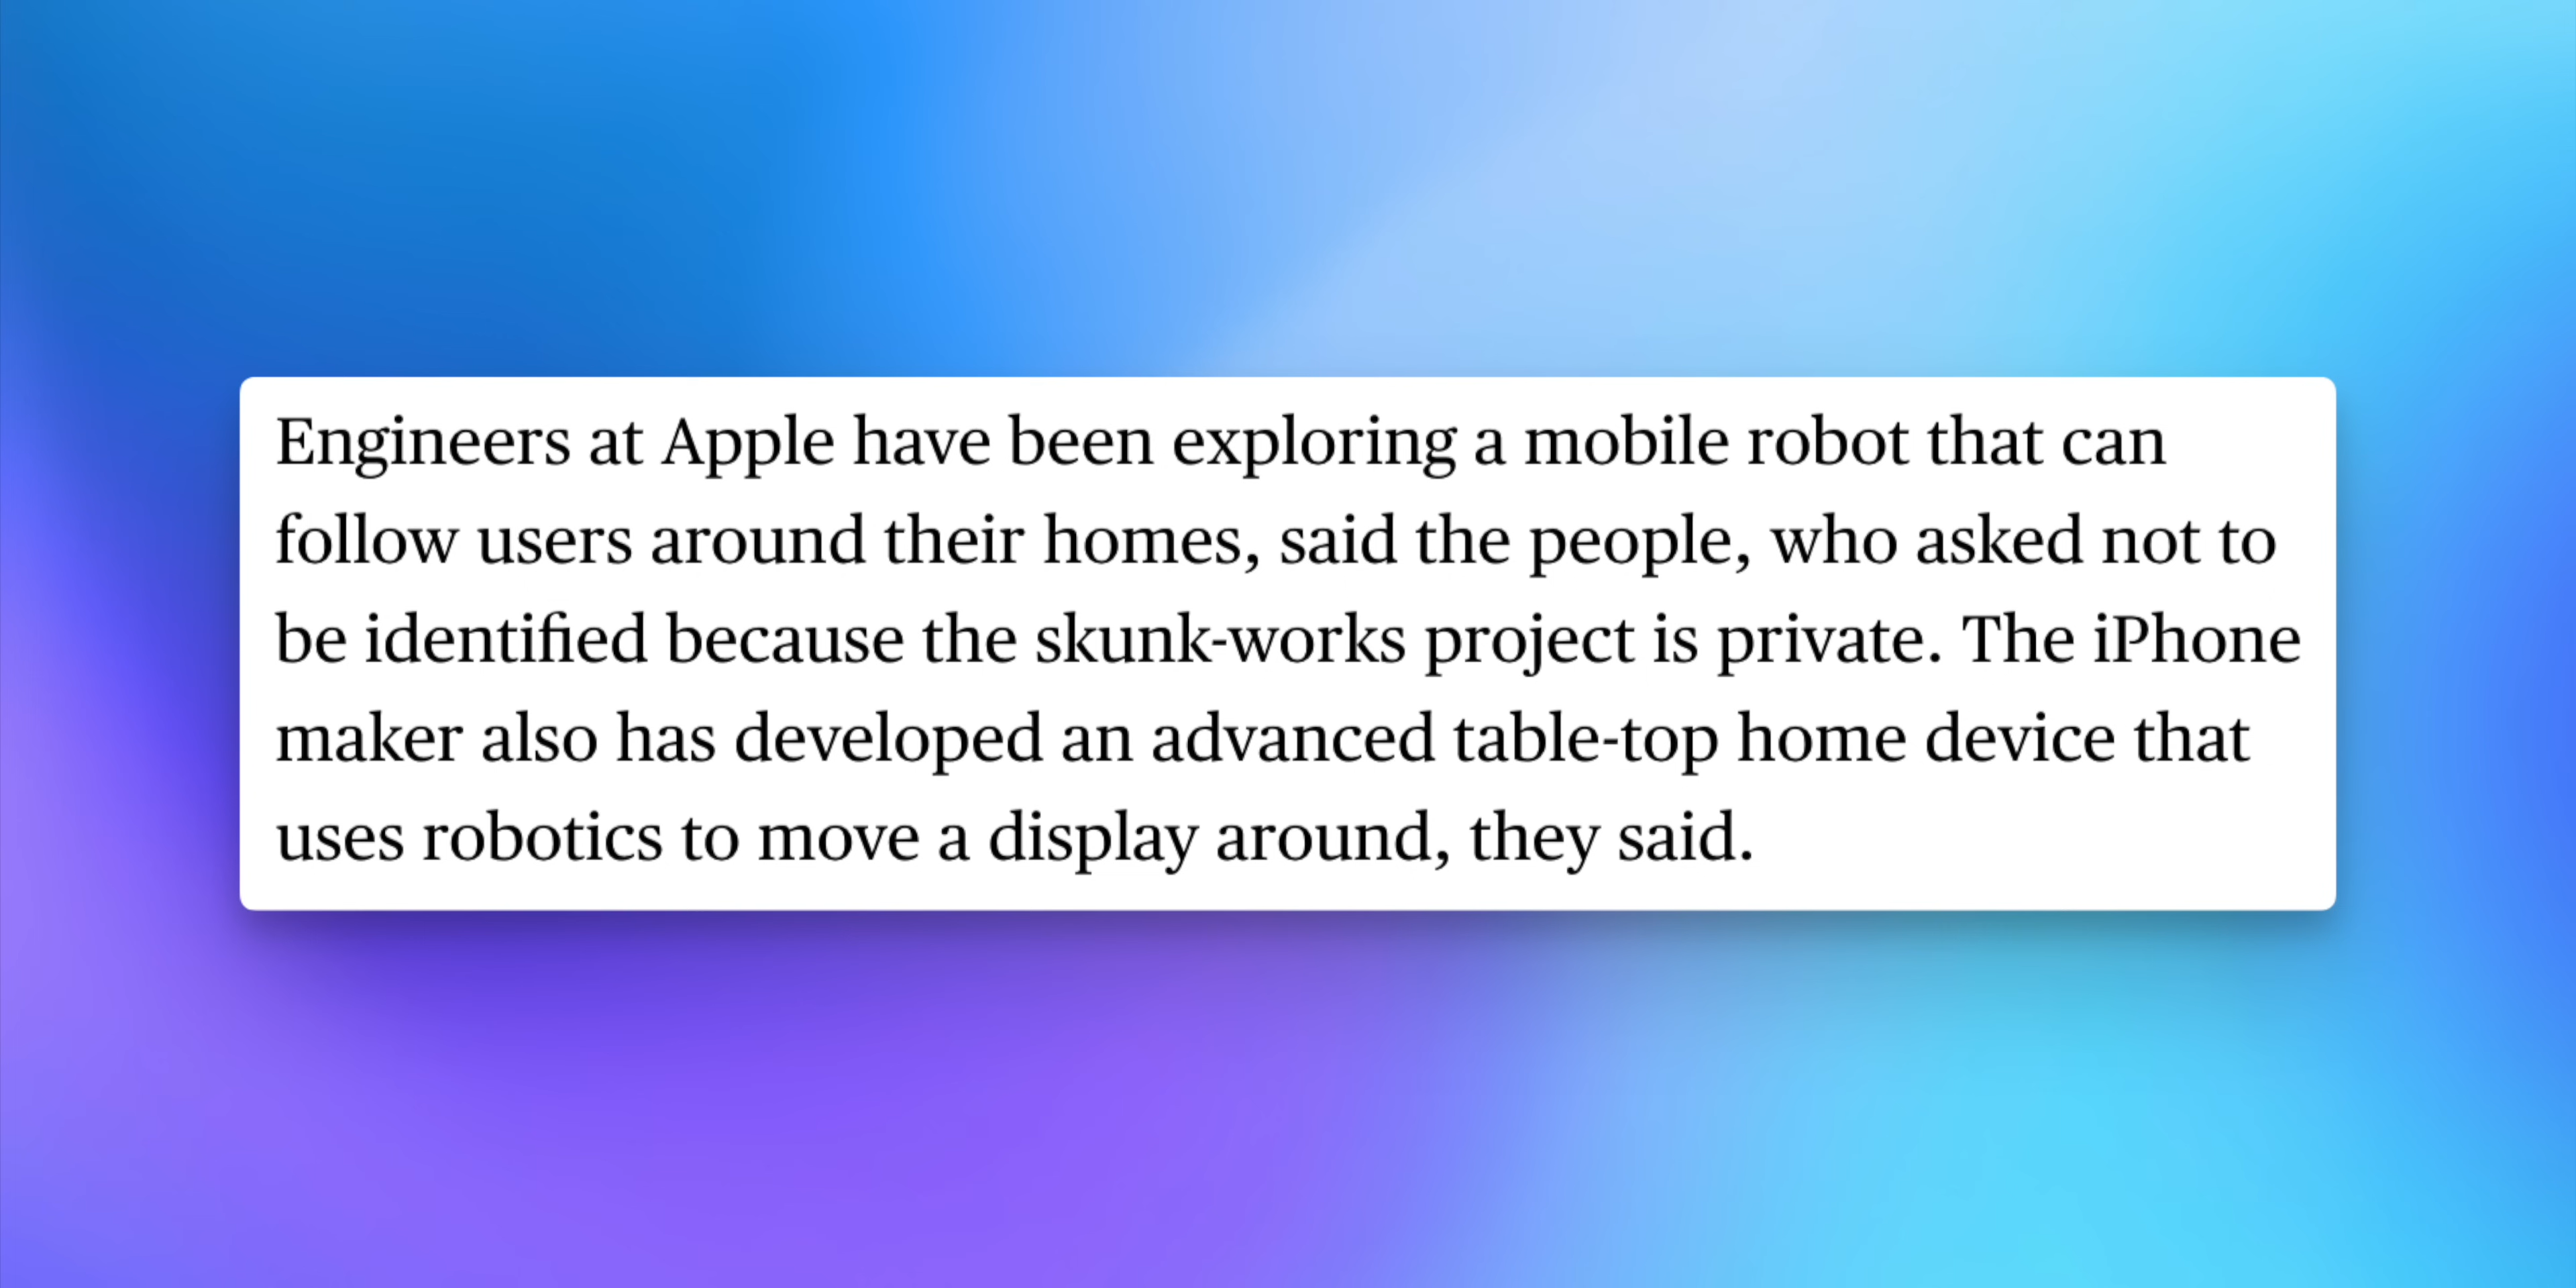 Engineers at Apple have been exploring a mobile robot that can
follow users around their homes, said the people, who asked not to
be identified because the skunk-works project is private. The iPhone
maker also has developed an advanced table-top home device that
uses robotics to move a display around, they said.